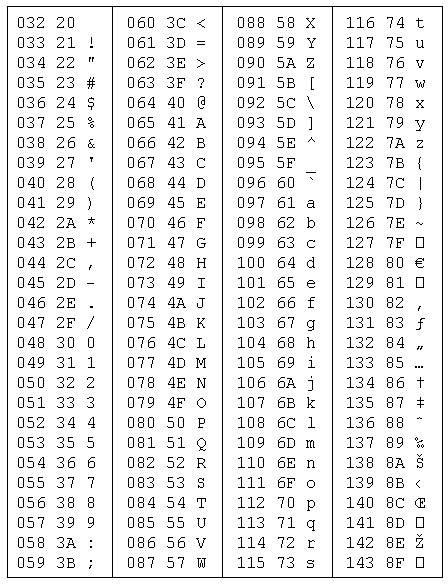 032 20
033 21 !
034 22 "
035 23 #
036 24 $
037 25 %
038 26 &
039 27 '
040 28 (
041 29 )
042 2A *
043 2B +
044 2C ,
045 2D -
046 2E .
047 2F /
048 30 0
049 31 1
050 32 2
051 33 3
052 34 4
053 35 5
054 36 6
055 37 7
056 38 8
057 39 9
058 3A :
059 3B ;
060 3C <
061 3D =
062 3E >
063 3F ?
064 40 @
065 41 A
066 42 B
067 43 C
068 44 D
069 45 E
070 46 F
071 47 G
072 48 H
073 49 I
074 4A J
075 4B K
076 4C L
077 4D M
078 4E N
079 4F O
080 50 P
081 51 Q
082 52 R
083 53 S
084 54 T
085 55 U
086 56 V
087 57 W
088 58 X
089 59 Y
090 5A Z
091 5B [
092 5C \
093 5D ]
094 5E ^
095 5F _
096 60 `
097 61 a
098 62 b
099 63 c
100 64 d
101 65 e
102 66 f
103 67 g
104 68 h
105 69 i
106 6A j
107 6B k
108 6C l
109 6D m
110 6E n
111 6F o
112 70 p
113 71 q
114 72 r
115 73 s
116 74 t
117 75 u
118 76 v
119 77 w
120 78 x
121 79 y
122 7A z
123 7B {
124 7C |
125 7D }
126 7E ~
127 7F □
128 80 €
129 81 □
130 82 ‚
131 83 ƒ
132 84 „
133 85 …
134 86 †
135 87 ‡
136 88 ˆ
137 89 ‰
138 8A Š
139 8B ‹
140 8C Œ
141 8D □
142 8E Ž
143 8F □